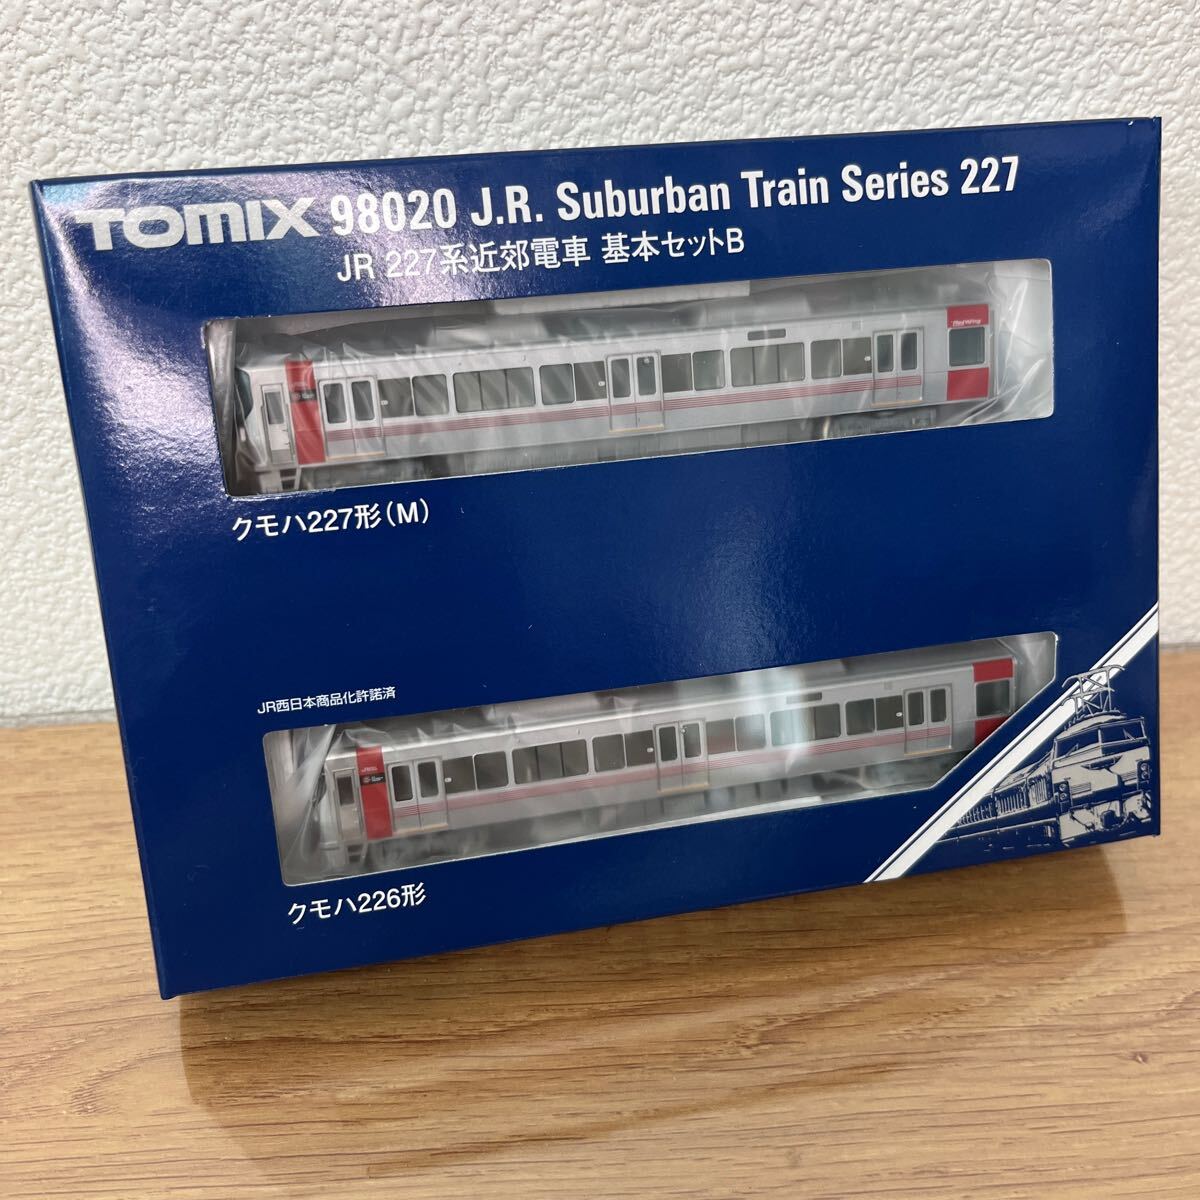 TOMIX 98020 J.R. Suburban Train Series 227
JR 227系近郊電車 基本セットB
Red Wing
クモハ227形(M)
JR西日本商品化許諾済
クモハ226形